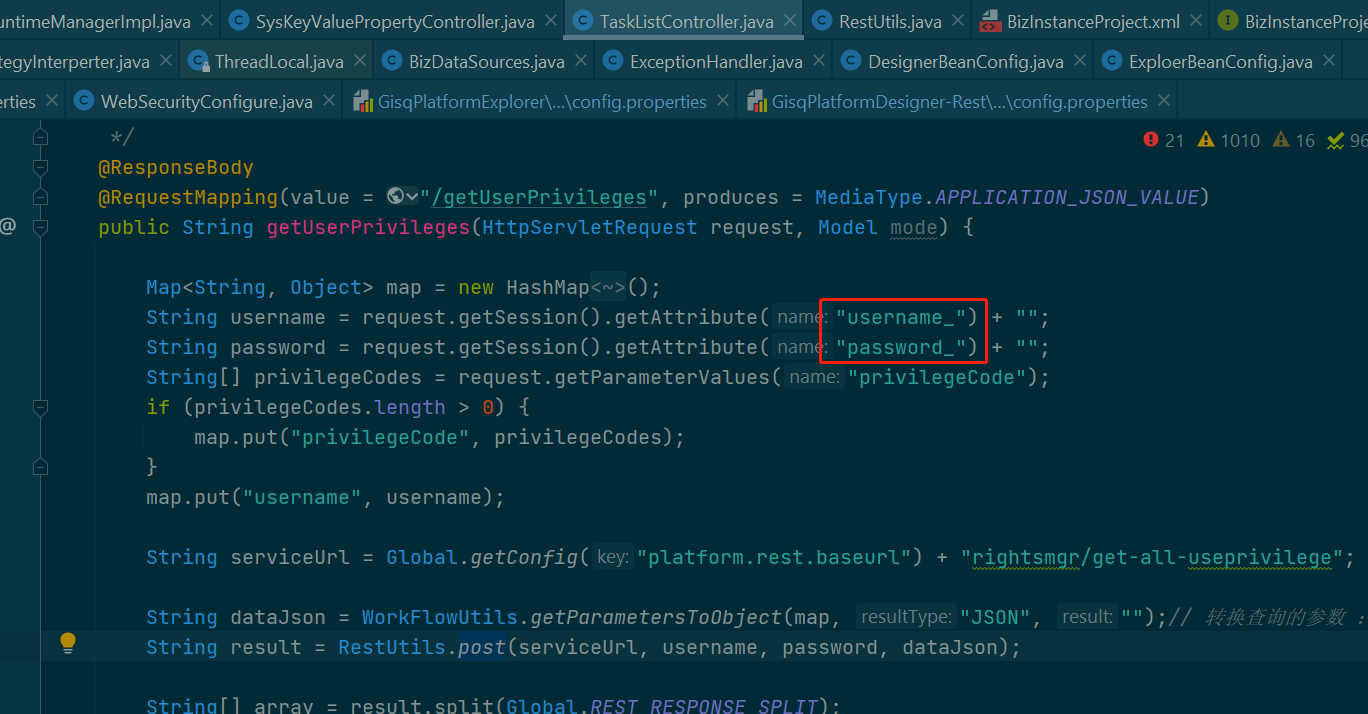 untimeManagerImpl.java SysKeyValuePropertyController.java TaskListController.java RestUtils.java BizInstanceProject.xml BizInstanceProje
tegyInterperter.java ThreadLocal.java BizDataSources.java ExceptionHandler.java DesignerBeanConfig.java ExploerBeanConfig.java
erties WebSecurityConfigure.java GisqPlatformExplorer\...\config.properties GisqPlatformDesigner-Rest\...\config.properties
*/ 21 1010 16 96
@ResponseBody
@RequestMapping(value = "/getUserPrivileges", produces = MediaType.APPLICATION_JSON_VALUE)
@ public String getUserPrivileges(HttpServletRequest request, Model mode) {
Map<String, Object> map = new HashMap<~>();
String username = request.getSession().getAttribute( name: "username_") + "";
String password = request.getSession().getAttribute( name: "password_") + "";
String[] privilegeCodes = request.getParameterValues( name: "privilegeCode");
if (privilegeCodes.length > 0) {
map.put("privilegeCode", privilegeCodes);
}
map.put("username", username);
String serviceUrl = Global.getConfig( key: "platform.rest.baseurl") + "rightsmgr/get-all-useprivilege";
String dataJson = WorkFlowUtils.getParametersToObject(map, resultType: "JSON", result: "");// 转换查询的参数 :
String result = RestUtils.post(serviceUrl, username, password, dataJson);
String[] array = result.split(Global.REST_RESPONSE_SPLIT);